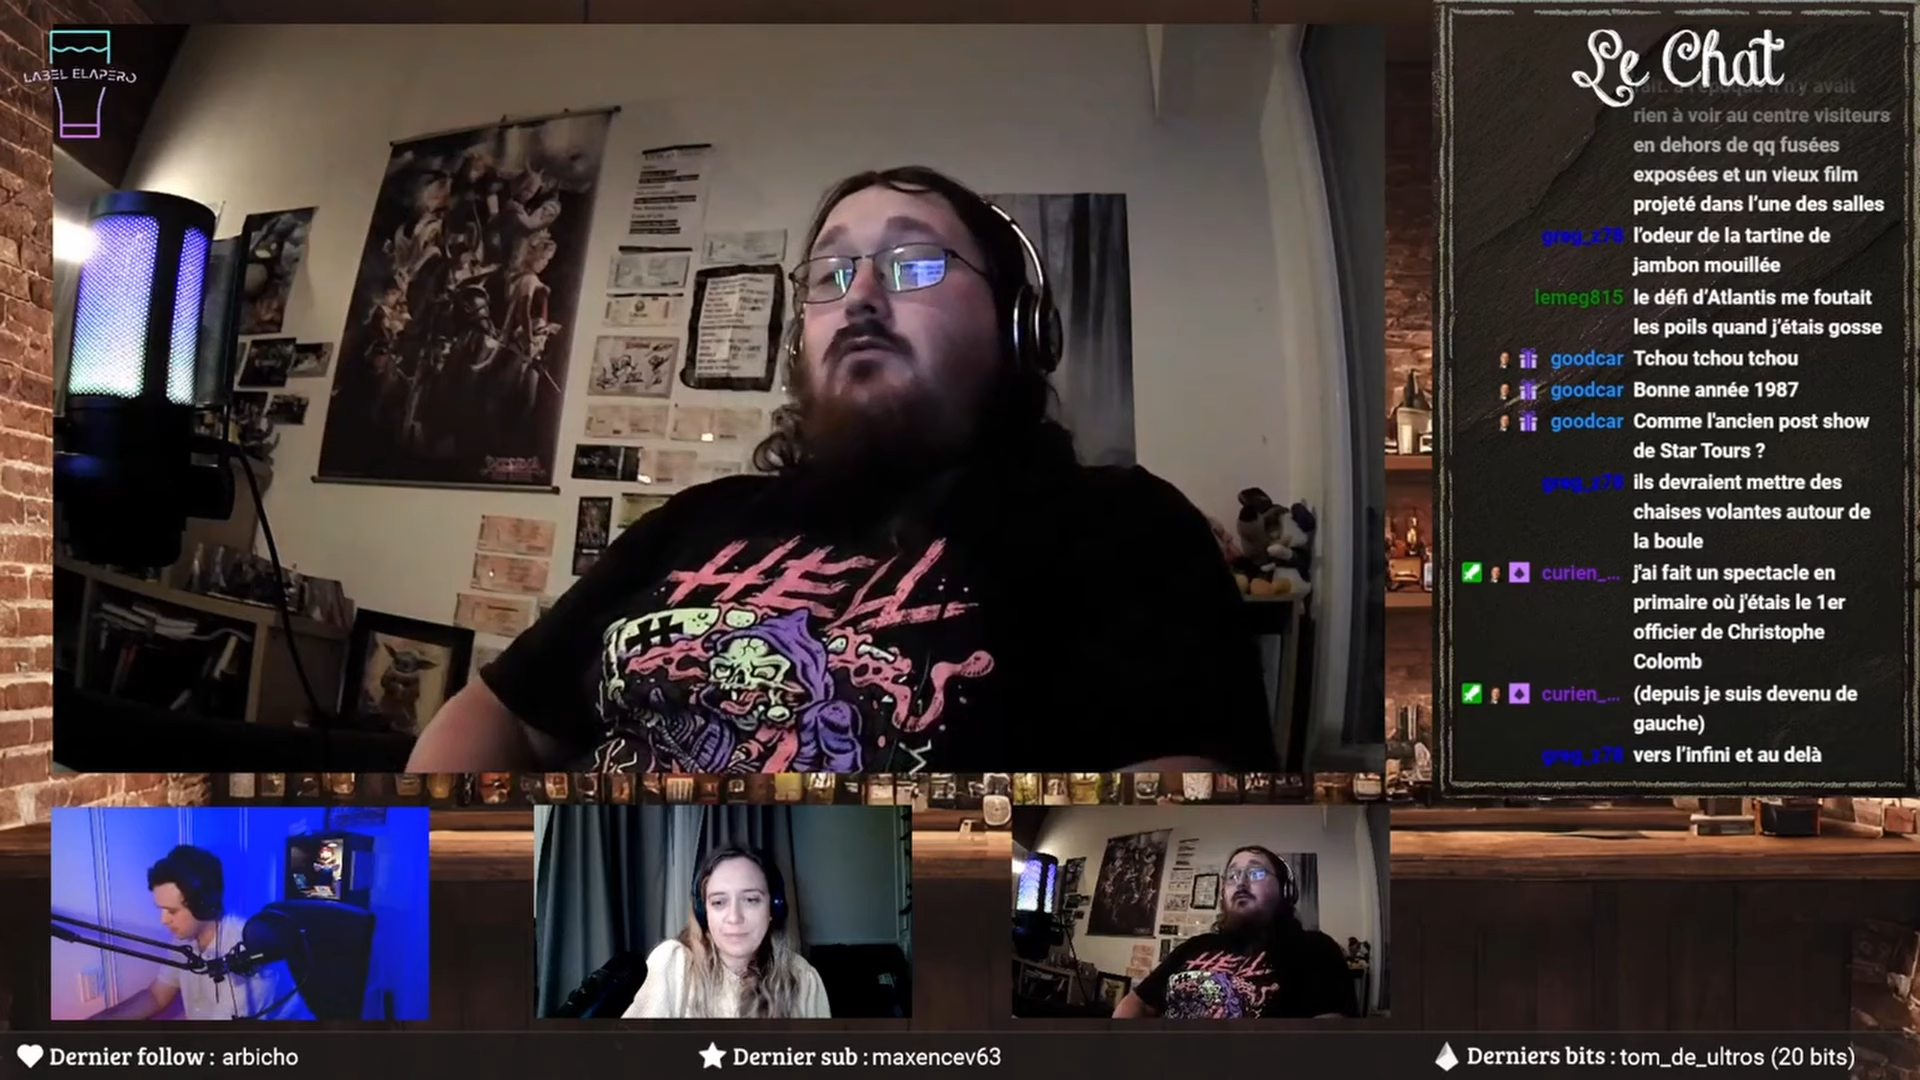 LABEL ELAPERO
HELL
Le Chat
rien à voir au centre visiteurs
en dehors de qq fusées
exposées et un vieux film
projeté dans l’une des salles
greg_z78 l’odeur de la tartine de
jambon mouillée
lemeg815 le défi d’Atlantis me foutait
les poils quand j’étais gosse
goodcar Tchou tchou tchou
goodcar Bonne année 1987
goodcar Comme l'ancien post show
de Star Tours ?
greg_z78 ils devraient mettre des
chaises volantes autour de
la boule
curien_... j'ai fait un spectacle en
primaire où j'étais le 1er
officier de Christophe
Colomb
curien_... (depuis je suis devenu de
gauche)
greg_z78 vers l’infini et au delà
HELL
Dernier follow : arbicho
Dernier sub : maxencev63
Derniers bits : tom_de_ultros (20 bits)